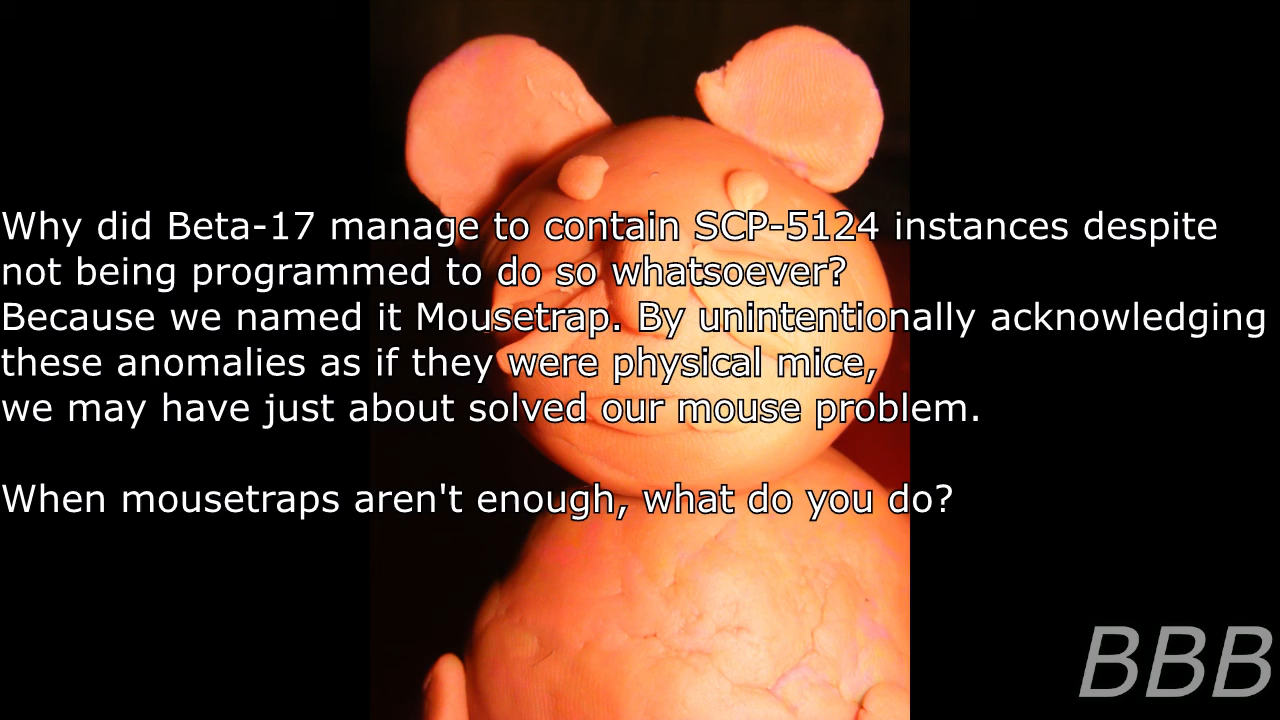 Why did Beta-17 manage to contain SCP-5124 instances despite
not being programmed to do so whatsoever?
Because we named it Mousetrap. By unintentionally acknowledging
these anomalies as if they were physical mice,
we may have just about solved our mouse problem.
When mousetraps aren't enough, what do you do?
BBB